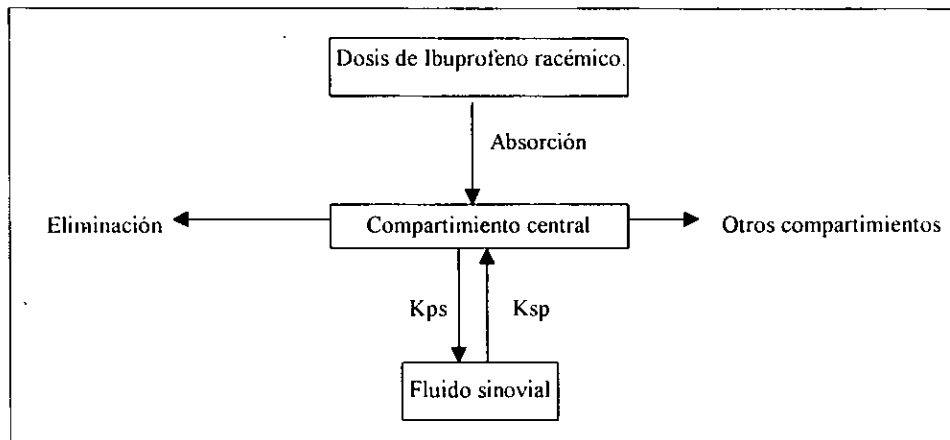 Dosis de Ibuprofeno racémico.
Absorción
Eliminación
Compartimiento central
Otros compartimientos
Kps
Ksp
Fluido sinovial